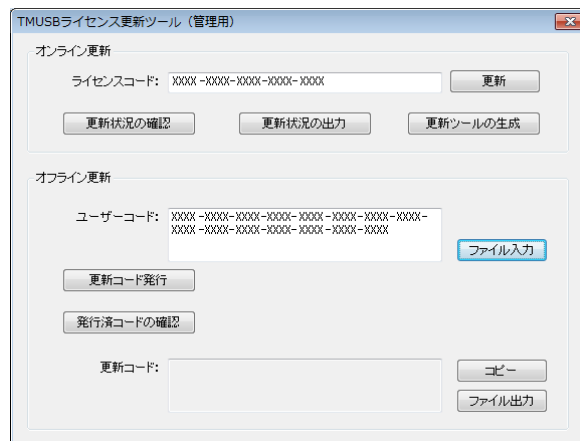 TMUSBライセンス更新ツール（管理用）
オンライン更新
ライセンスコード: XXXX-XXXX-XXXX-XXXX-XXXX 更新
更新状況の確認 更新状況の出力 更新ツールの生成
オフライン更新
ユーザーコード: XXXX-XXXX-XXXX-XXXX-XXXX-XXXX-XXXX-XXXX-
XXXX-XXXX-XXXX-XXXX-XXXX-XXXX-XXXX
ファイル入力
更新コード発行
発行済コードの確認
更新コード: コピー
ファイル出力